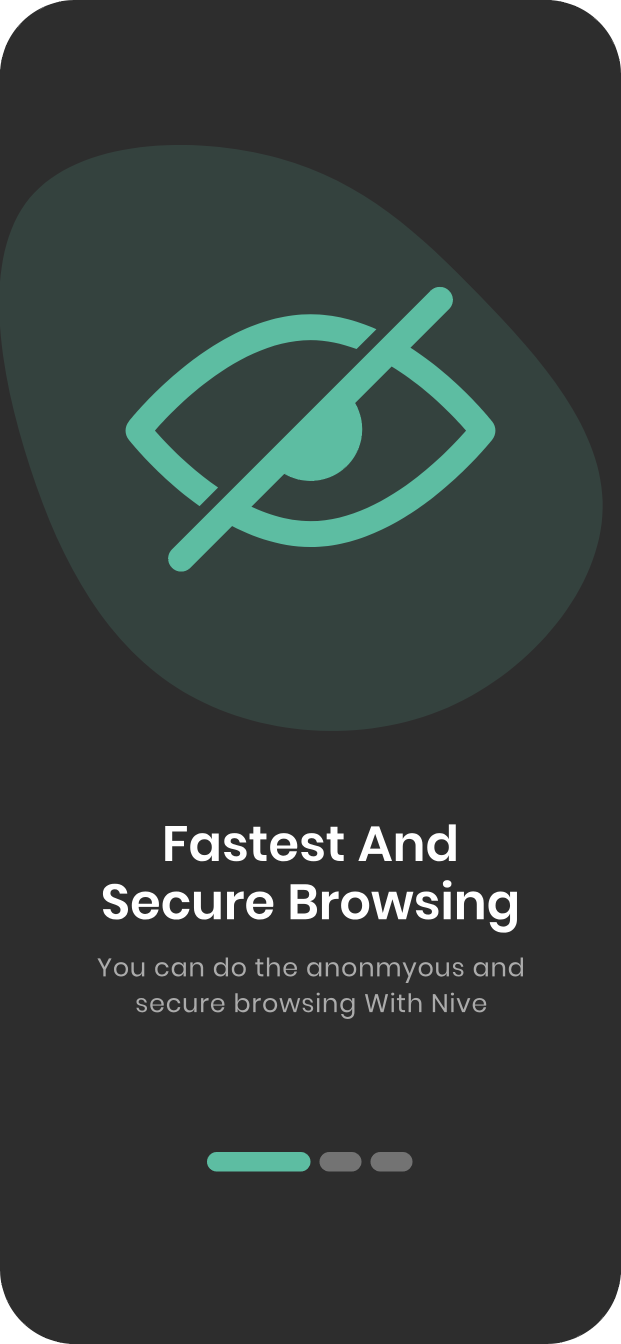 Fastest And
Secure Browsing
You can do the anonmyous and
secure browsing With Nive